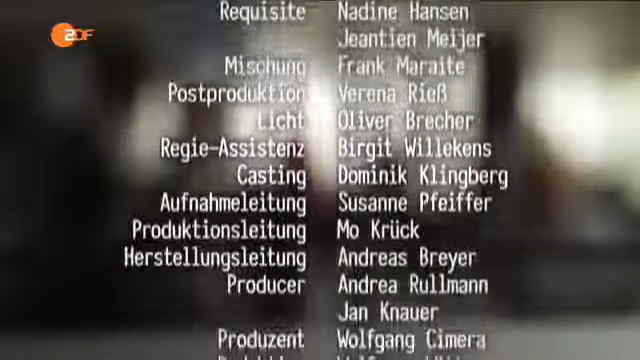 ZDF
Requisite Nadine Hansen
Jeantien Meijer
Mischung Frank Maraite
Postproduktion Verena Rieß
Licht Oliver Brecher
Regie-Assistenz Birgit Willekens
Casting Dominik Klingberg
Aufnahmeleitung Susanne Pfeiffer
Produktionsleitung Mo Krück
Herstellungsleitung Andreas Breyer
Producer Andrea Rullmann
Jan Knauer
Produzent Wolfgang Cimera